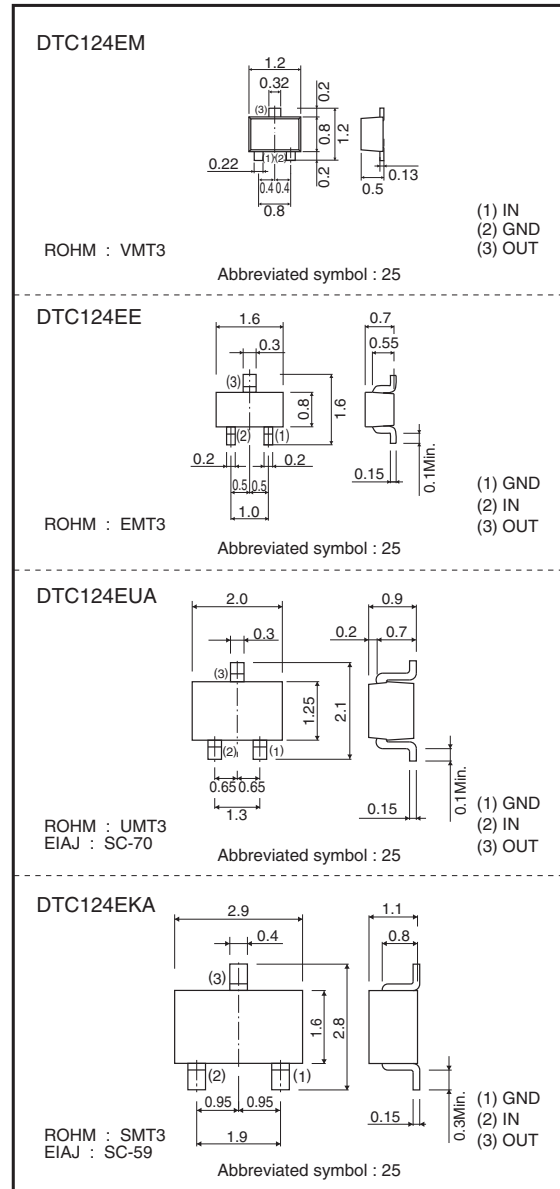 DTC124EM
1.2
0.32
0.2
(3)
0.8
1.2
0.22
(1) (2)
0.4 0.4
0.2
0.8
0.13
0.5
(1) IN
(2) GND
(3) OUT
ROHM : VMT3
Abbreviated symbol : 25
DTC124EE
1.6
0.3
(3)
0.8
1.6
(2) (1)
0.2 0.2
0.5 0.5
1.0
0.7
0.55
0.15
0.1Min.
(1) GND
(2) IN
(3) OUT
ROHM : EMT3
Abbreviated symbol : 25
DTC124EUA
2.0
0.3
(3)
1.25
2.1
(2) (1)
0.65 0.65
1.3
0.9
0.2 0.7
0.15
0.1Min.
(1) GND
(2) IN
(3) OUT
ROHM : UMT3
EIAJ : SC-70
Abbreviated symbol : 25
DTC124EKA
2.9
0.4
(3)
1.6
2.8
(2) (1)
0.95 0.95
1.9
1.1
0.8
0.15
0.3Min.
(1) GND
(2) IN
(3) OUT
ROHM : SMT3
EIAJ : SC-59
Abbreviated symbol : 25